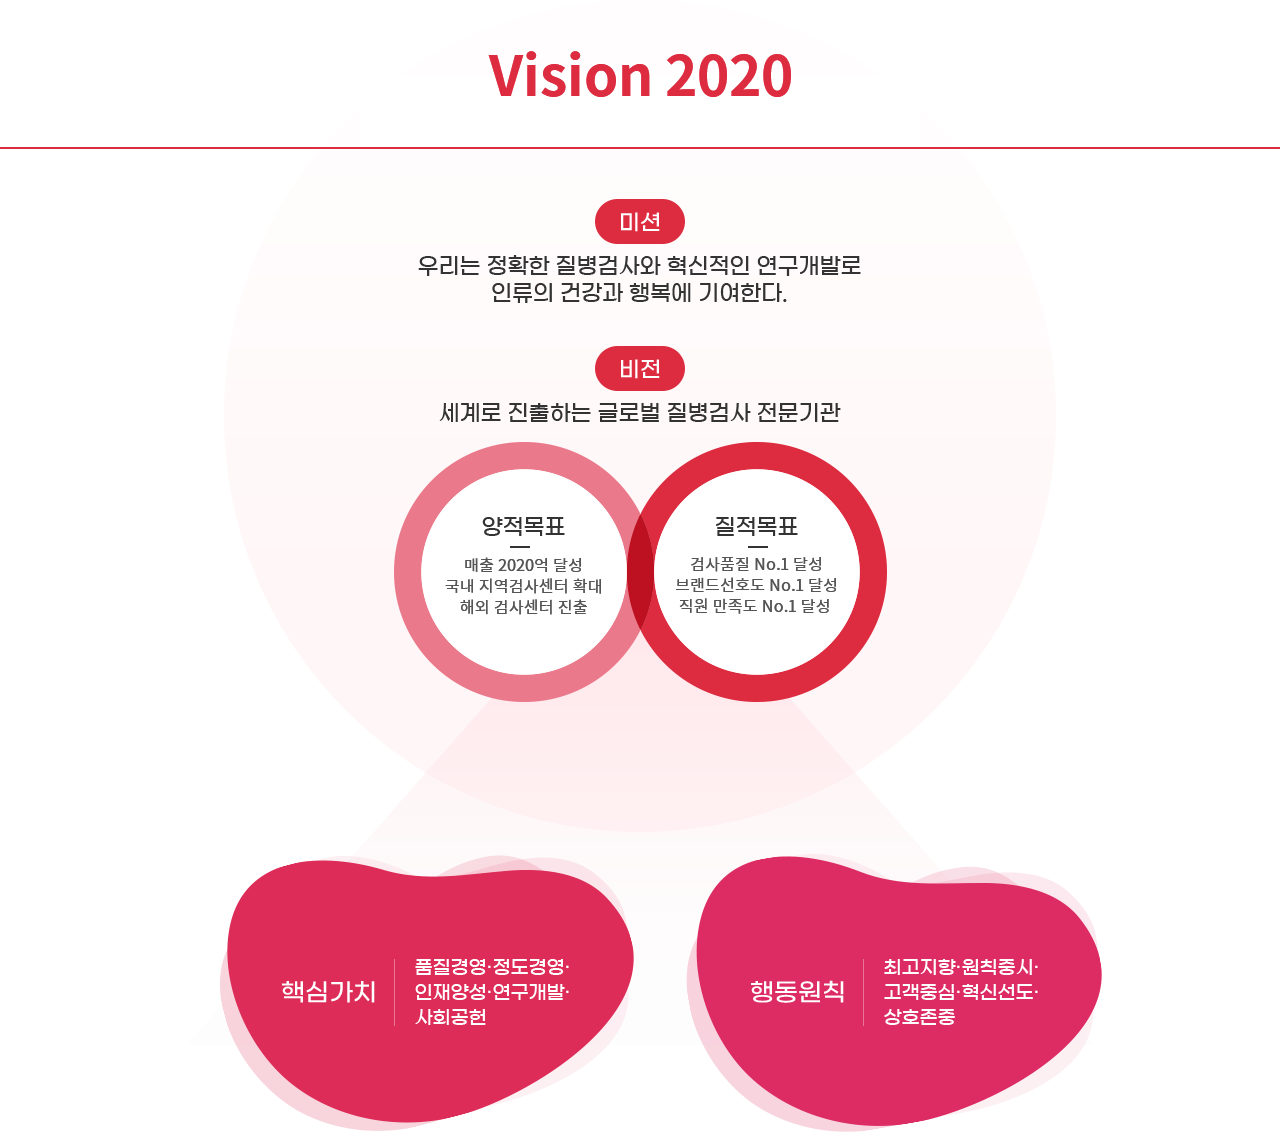 Vision 2020
미션
우리는 정확한 질병검사와 혁신적인 연구개발로
인류의 건강과 행복에 기여한다.
비전
세계로 진출하는 글로벌 질병검사 전문기관
양적목표
매출 2020억 달성
국내 지역검사센터 확대
해외 검사센터 진출
질적목표
검사품질 No.1 달성
브랜드선호도 No.1 달성
직원 만족도 No.1 달성
핵심가치
품질경영·정도경영·
인재양성·연구개발·
사회공헌
행동원칙
최고지향·원칙중시·
고객중심·혁신선도·
상호존중